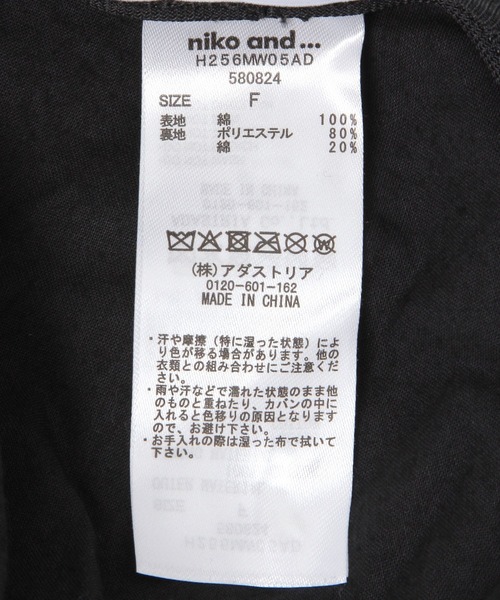 niko and ...
H256MW05AD
580824
SIZE F
表地 綿 100%
裏地 ポリエステル 80%
綿 20%
(株)アダストリア
0120-601-162
MADE IN CHINA
・汗や摩擦（特に湿った状態）によ
り色が移る場合があります。他の
衣類との組み合わせにご注意くだ
さい。
・雨や汗などで濡れた状態のまま他
のものと重ねたり、カバンの中に
入れると色移りの原因となります
ので、お避け下さい。
・お手入れの際は湿った布で拭いて
下さい。